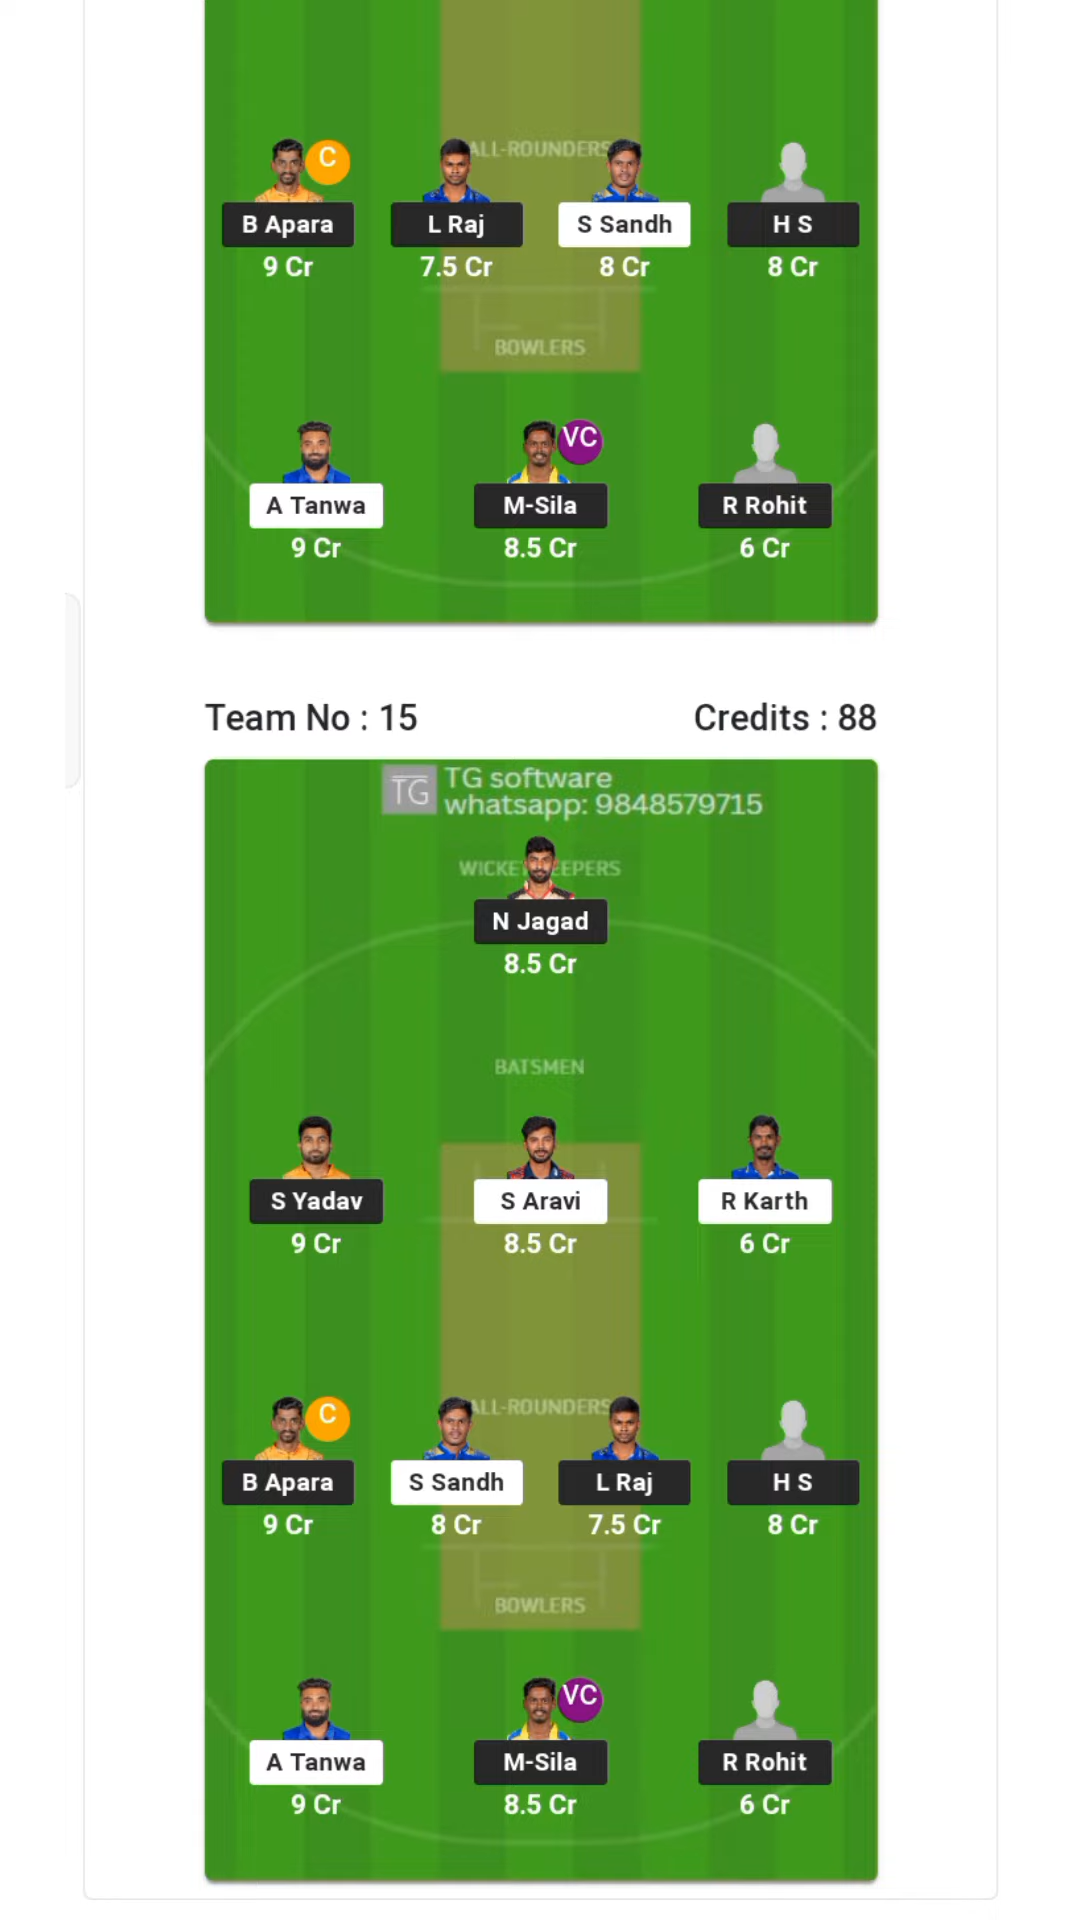 ALL-ROUNDERS
C
B Apara
L Raj
S Sandh
H S
9 Cr
7.5 Cr
8 Cr
8 Cr
BOWLERS
VC
A Tanwa
M-Sila
R Rohit
9 Cr
8.5 Cr
6 Cr
Team No : 15
Credits : 88
TG
TG software
whatsapp: 9848579715
WICKET KEEPERS
N Jagad
8.5 Cr
BATSMEN
S Yadav
S Aravi
R Karth
9 Cr
8.5 Cr
6 Cr
ALL-ROUNDERS
C
B Apara
S Sandh
L Raj
H S
9 Cr
8 Cr
7.5 Cr
8 Cr
BOWLERS
VC
A Tanwa
M-Sila
R Rohit
9 Cr
8.5 Cr
6 Cr